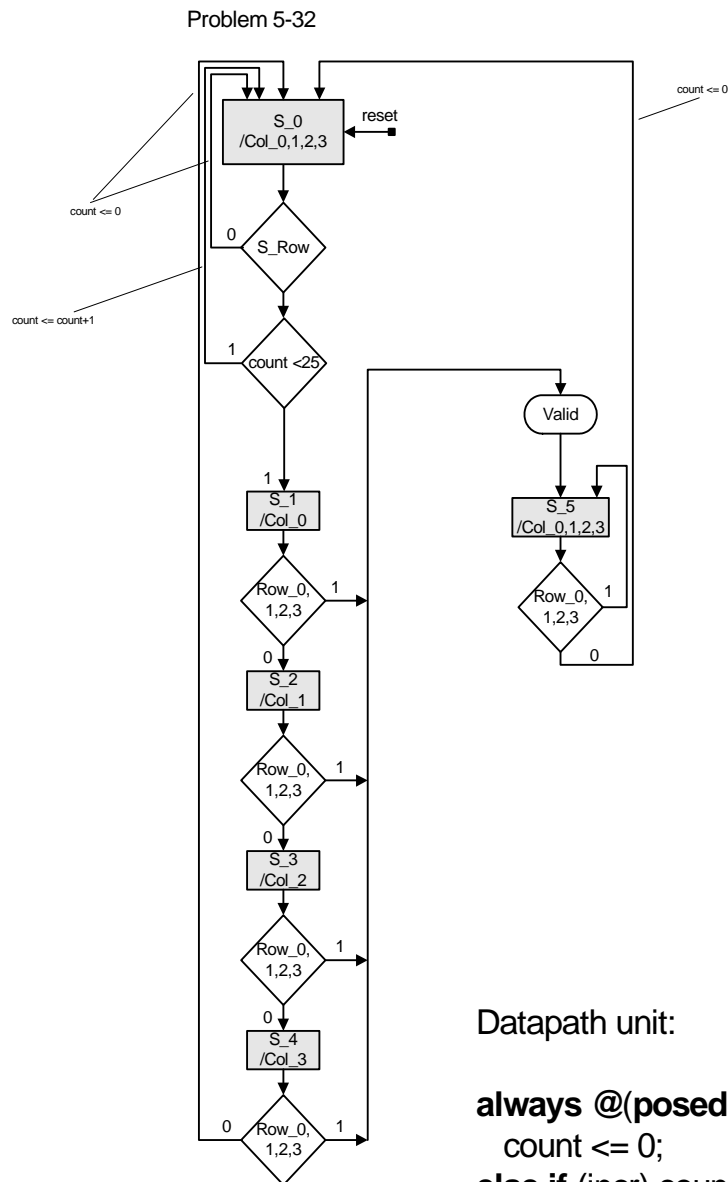 Problem 5-32
count <= 0
S_0
/Col_0,1,2,3
reset
count <= 0
0
S_Row
count <= count+1
1
count <25
Valid
1
S_1
/Col_0
S_5
/Col_0,1,2,3
Row_0,
1,2,3
1
Row_0,
1,2,3
1
0
0
S_2
/Col_1
Row_0,
1,2,3
1
0
S_3
/Col_2
Row_0,
1,2,3
1
0
S_4
/Col_3
0
Row_0,
1,2,3
1
Datapath unit:
always @(posed
count <= 0;
else if (incr) coun